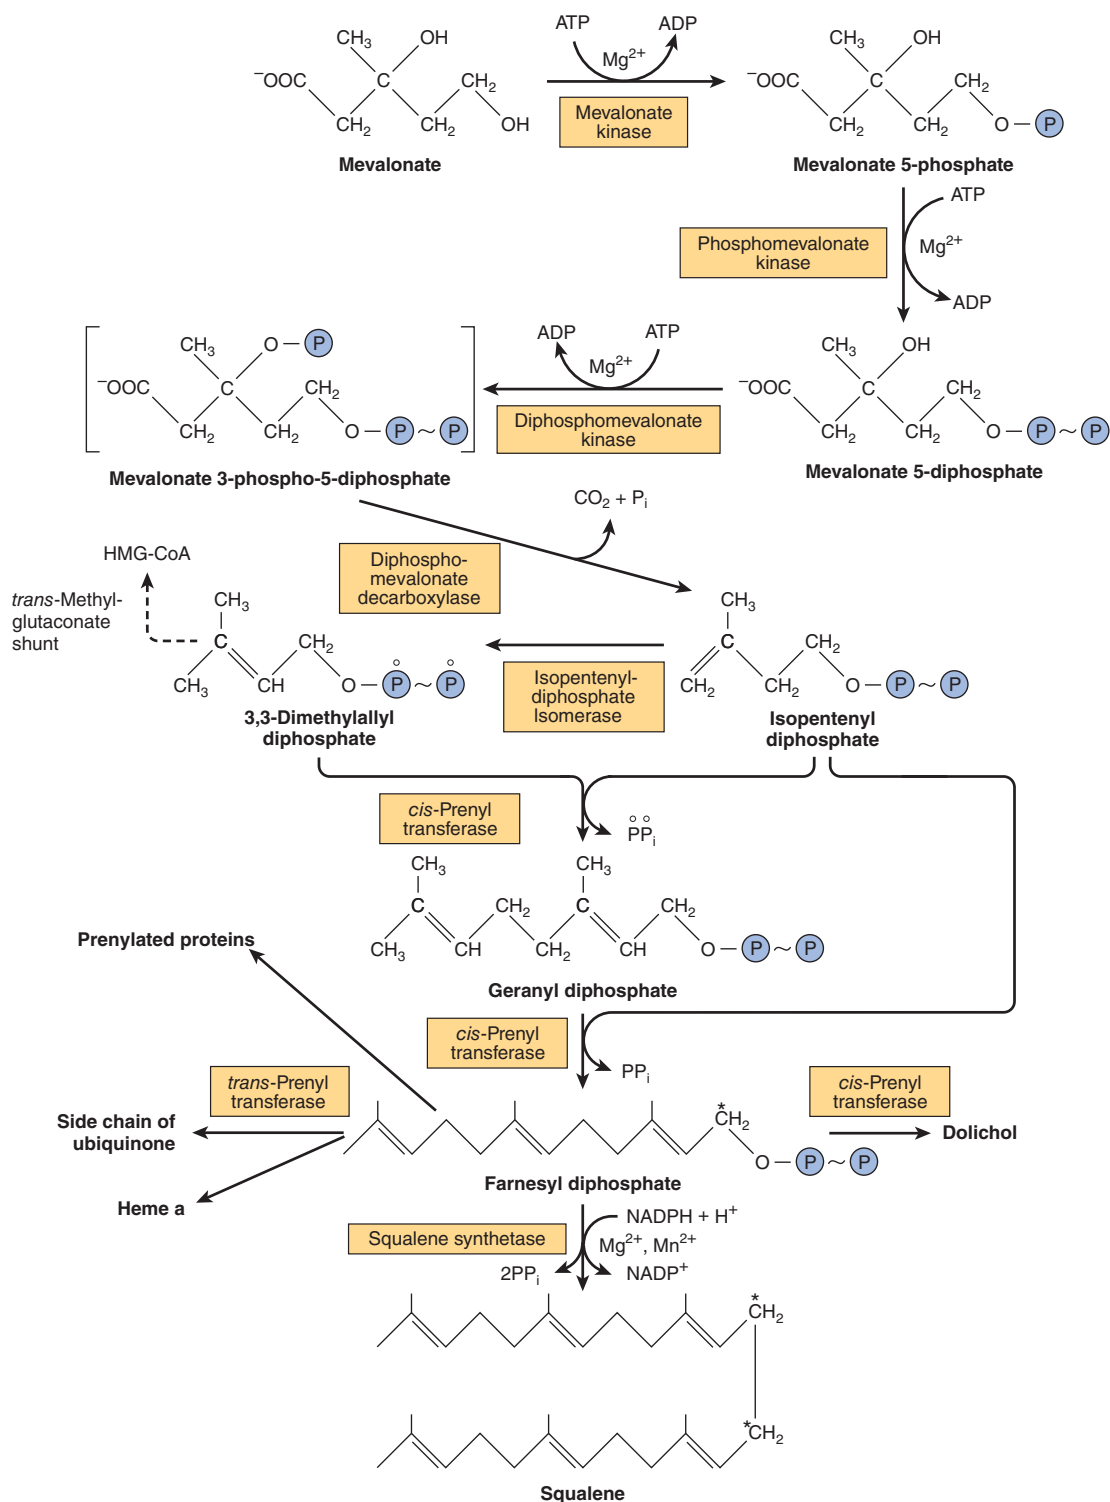 ATP
ADP
CH3
OH
Mg2+
CH3
OH
−OOC
C
CH2
−OOC
C
CH2
Mevalonate
kinase
CH2
CH2
OH
CH2
CH2
O
P
Mevalonate
Mevalonate 5-phosphate
ATP
Phosphomevalonate
kinase
Mg2+
ADP
CH3
O
P
ADP
ATP
CH3
OH
Mg2+
−OOC
C
CH2
−OOC
C
CH2
Diphosphomevalonate
kinase
CH2
CH2
O
P
~
P
CH2
CH2
O
P
~
P
Mevalonate 3-phospho-5-diphosphate
Mevalonate 5-diphosphate
CO2 + Pi
HMG-CoA
Diphospho-
mevalonate
decarboxylase
trans-Methyl-
glutaconate
shunt
CH3
CH3
C
CH2
C
CH2
CH3
CH
O
P
~
P
Isopentenyl-
diphosphate
Isomerase
CH2
CH2
O
P
~
P
3,3-Dimethylallyl
diphosphate
Isopentenyl
diphosphate
cis-Prenyl
transferase
PPi
CH3
CH3
C
CH2
C
CH2
CH3
CH
CH2
CH
O
P
~
P
Prenylated proteins
Geranyl diphosphate
cis-Prenyl
transferase
PPi
trans-Prenyl
transferase
cis-Prenyl
transferase
Side chain of
ubiquinone
*
CH2
Dolichol
O
P
~
P
Farnesyl diphosphate
Heme a
NADPH + H+
Squalene synthetase
Mg2+, Mn2+
2PPi
NADP+
*
CH2
*
CH2
Squalene